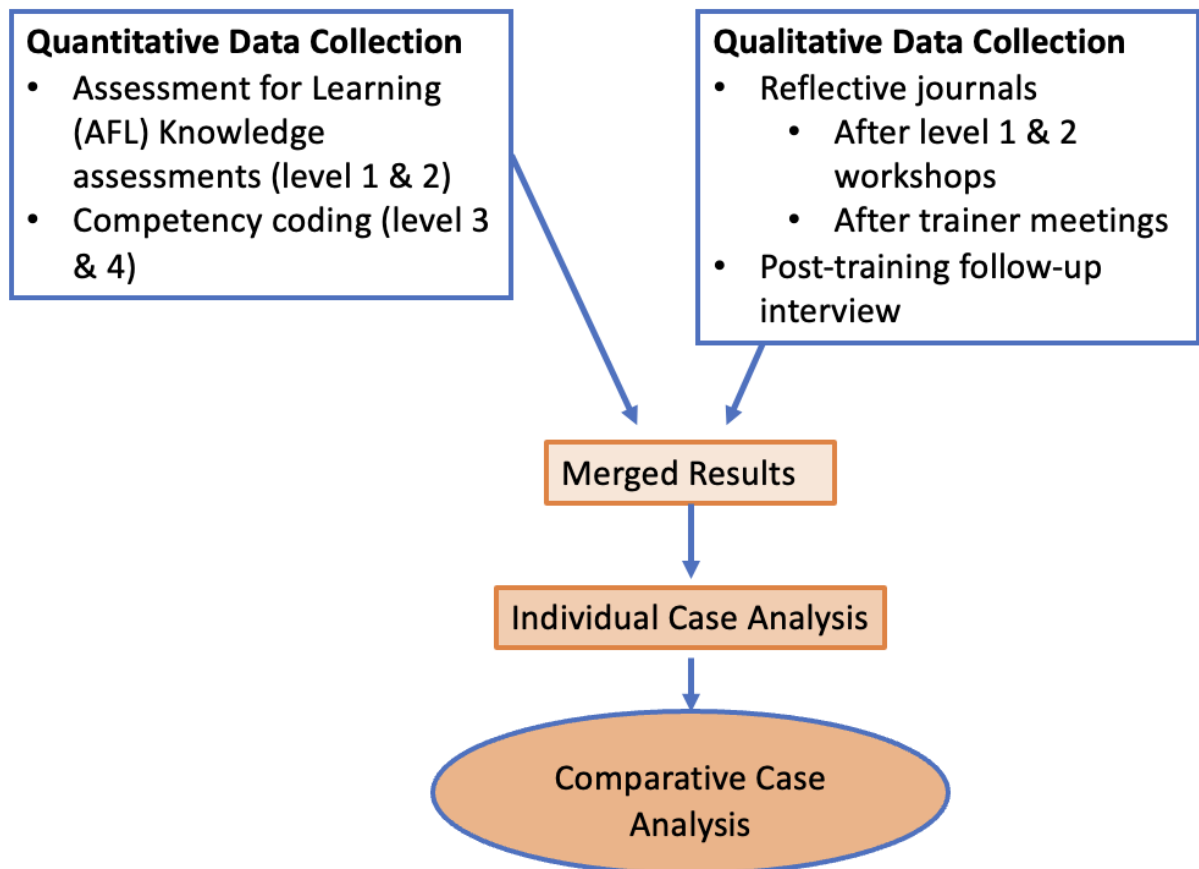 Quantitative Data Collection
• Assessment for Learning
(AFL) Knowledge
assessments (level 1 & 2)
• Competency coding (level 3
& 4)
Qualitative Data Collection
• Reflective journals
• After level 1 & 2
workshops
• After trainer meetings
• Post-training follow-up
interview
Merged Results
Individual Case Analysis
Comparative Case
Analysis